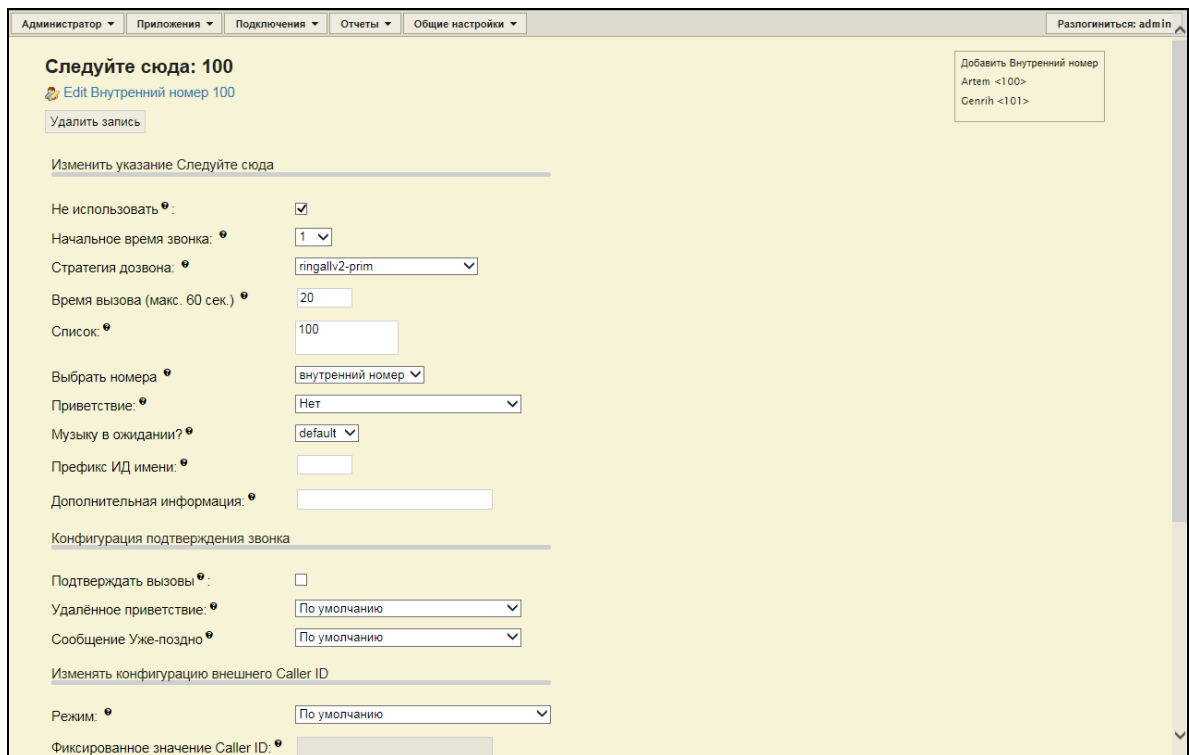 Администратор Приложения Подключения Отчеты Общие настройки Разлогиниться: admin
Следуйте сюда: 100
Edit Внутренний номер 100
Удалить запись
Добавить Внутренний номер
Artem <100>
Genrih <101>
Изменить указание Следуйте сюда
Не использовать :
Начальное время звонка: 1
Стратегия дозвона: ringallv2-prim
Время вызова (макс. 60 сек.) 20
Список: 100
Выбрать номера внутренний номер
Приветствие: Нет
Музыку в ожидании? default
Префикс ИД имени:
Дополнительная информация:
Конфигурация подтверждения звонка
Подтверждать вызовы :
Удалённое приветствие: По умолчанию
Сообщение Уже-поздно По умолчанию
Изменять конфигурацию внешнего Caller ID
Режим: По умолчанию
Фиксированное значение Caller ID: